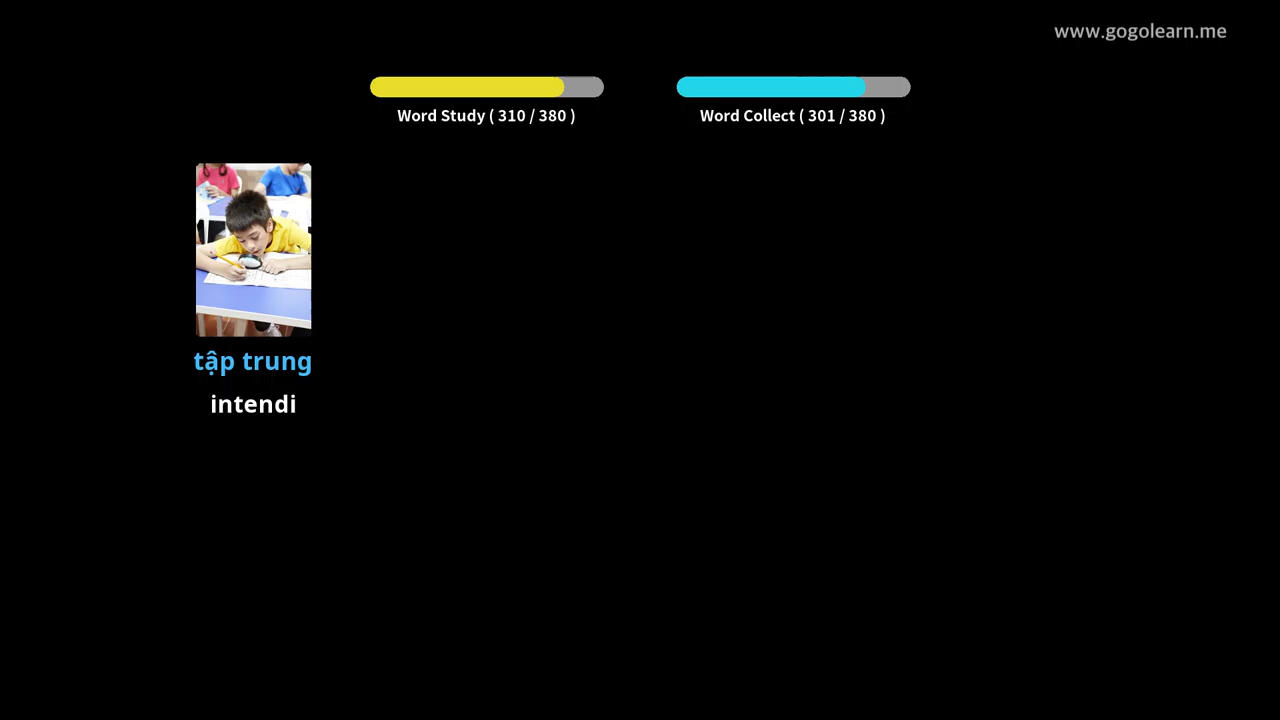 www.gogolearn.me
Word Study ( 310 / 380 )
Word Collect ( 301 / 380 )
tập trung
intendi